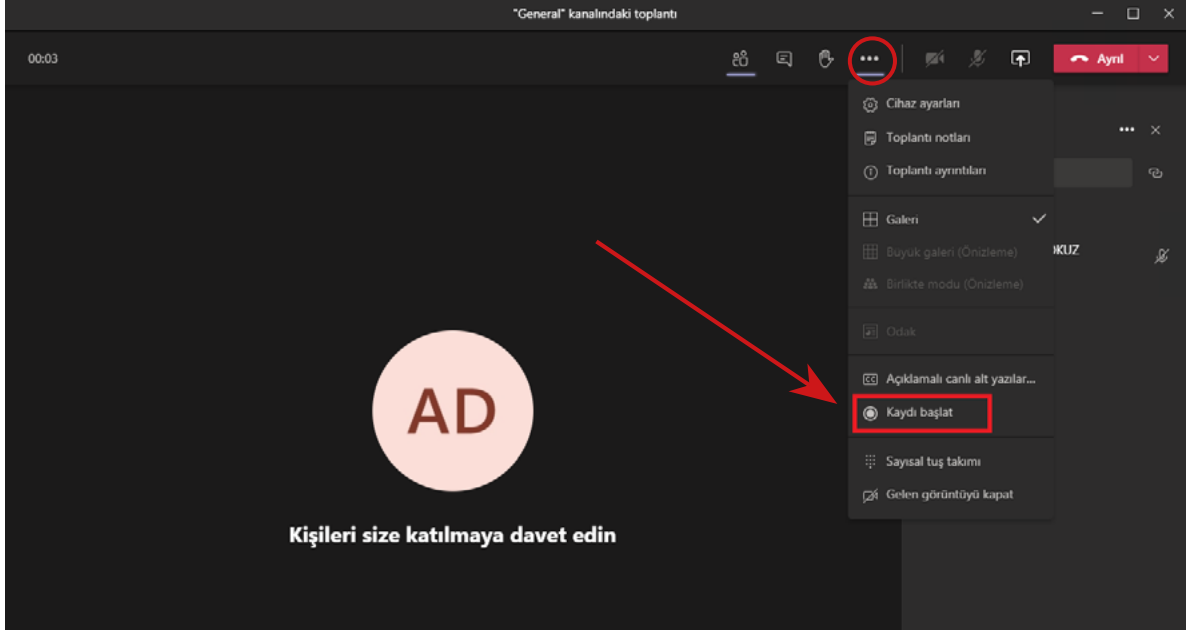 "General" kanalındaki toplantı
00:03
Ayrıl
Cihaz ayarları
Toplantı notları
Toplantı ayrıntıları
Galeri
Büyük galeri (Önizleme)
Birlikte modu (Önizleme)
OKUZ
Odak
CC Açıklamalı canlı alt yazılar...
Kaydı başlat
Sayısal tuş takımı
Gelen görüntüyü kapat
AD
Kişileri size katılmaya davet edin